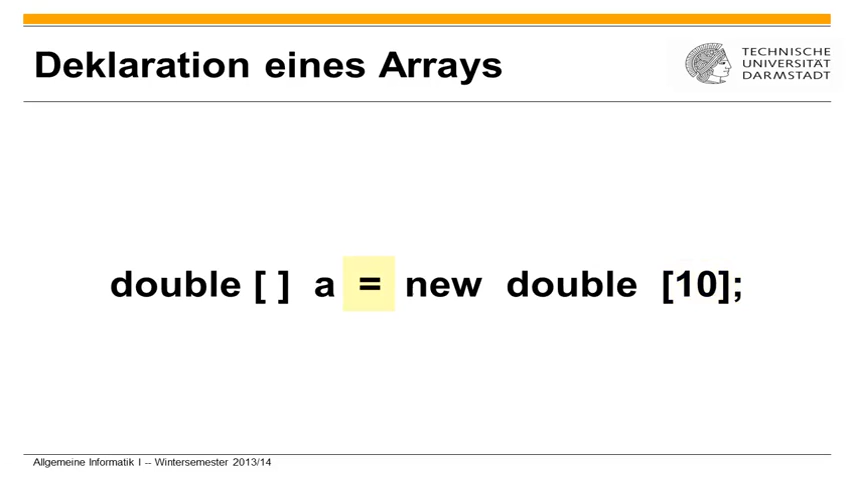 Deklaration eines Arrays
TECHNISCHE
UNIVERSITÄT
DARMSTADT
double [ ] a = new double [10];
Allgemeine Informatik I -- Wintersemester 2013/14